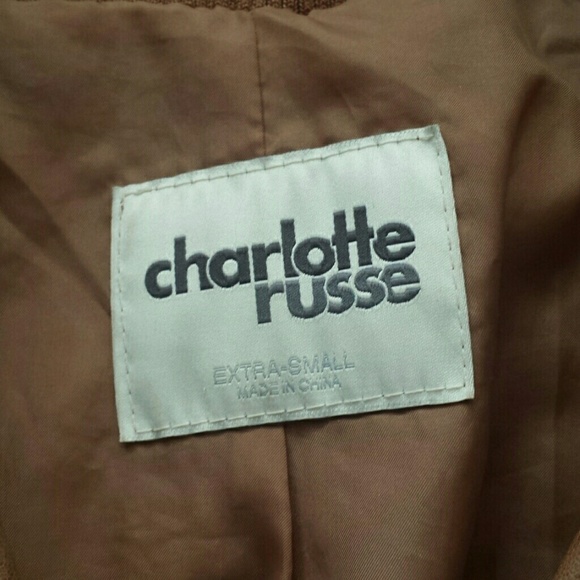 charlotte
russe
EXTRA-SMALL
MADE IN CHINA